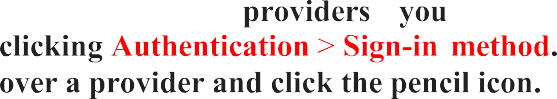 providers you
clicking Authentication > Sign-in method.
over a provider and click the pencil icon.